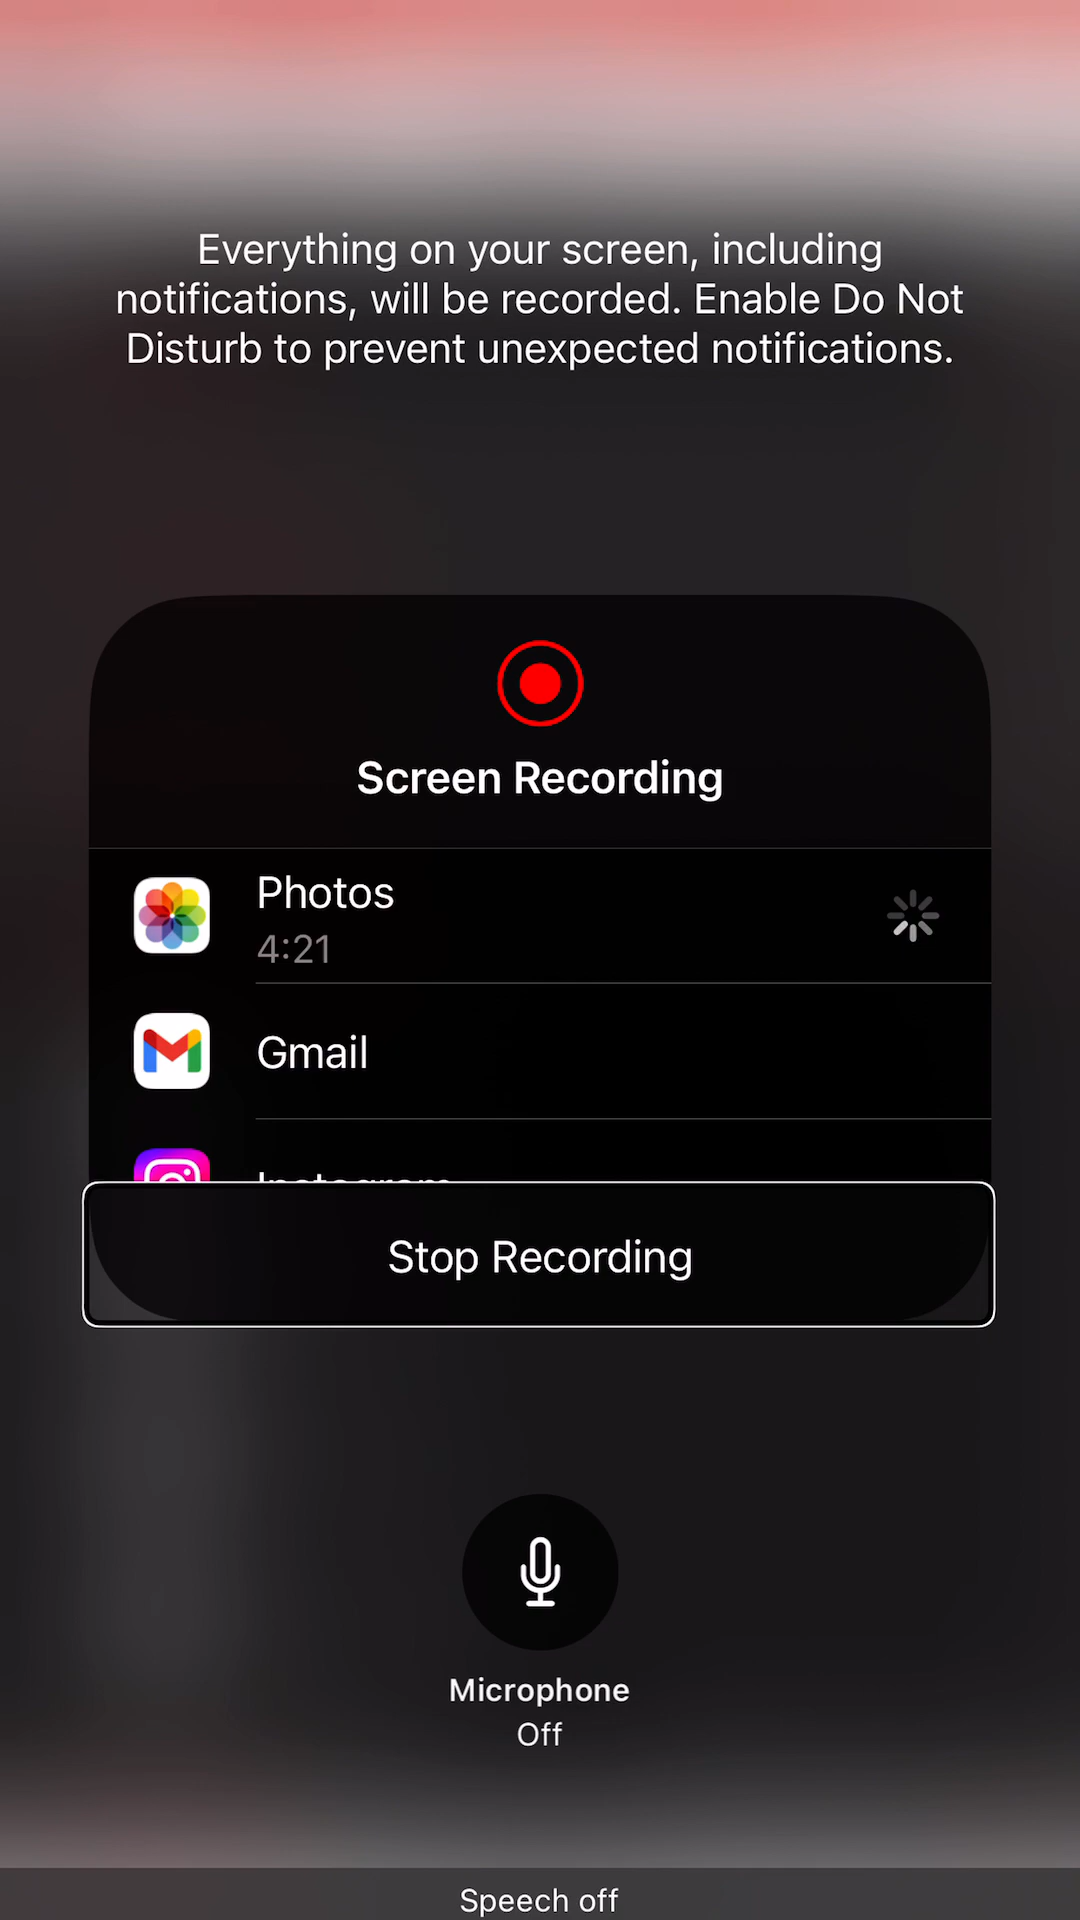 Everything on your screen, including
notifications, will be recorded. Enable Do Not
Disturb to prevent unexpected notifications.
Screen Recording
Photos
4:21
Gmail
Instagram
Stop Recording
Microphone
Off
Speech off